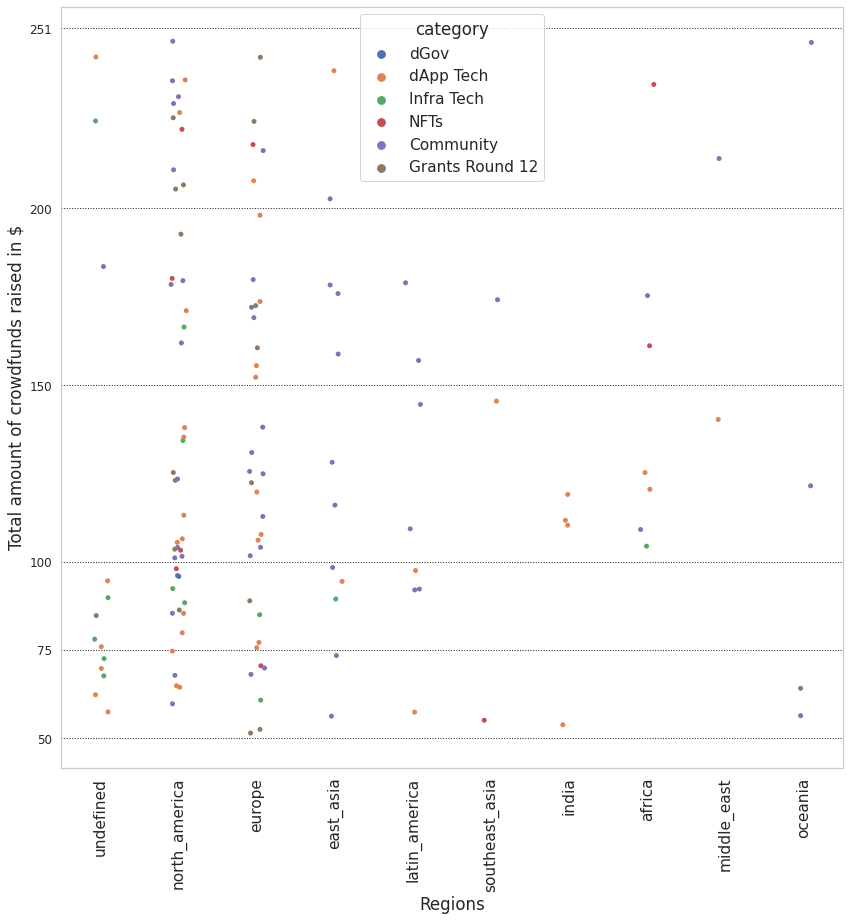 category
dGov
dApp Tech
Infra Tech
NFTs
Community
Grants Round 12
Total amount of crowdfunds raised in $
251
200
150
100
75
50
undefined
north_america
europe
east_asia
latin_america
southeast_asia
india
africa
middle_east
oceania
Regions